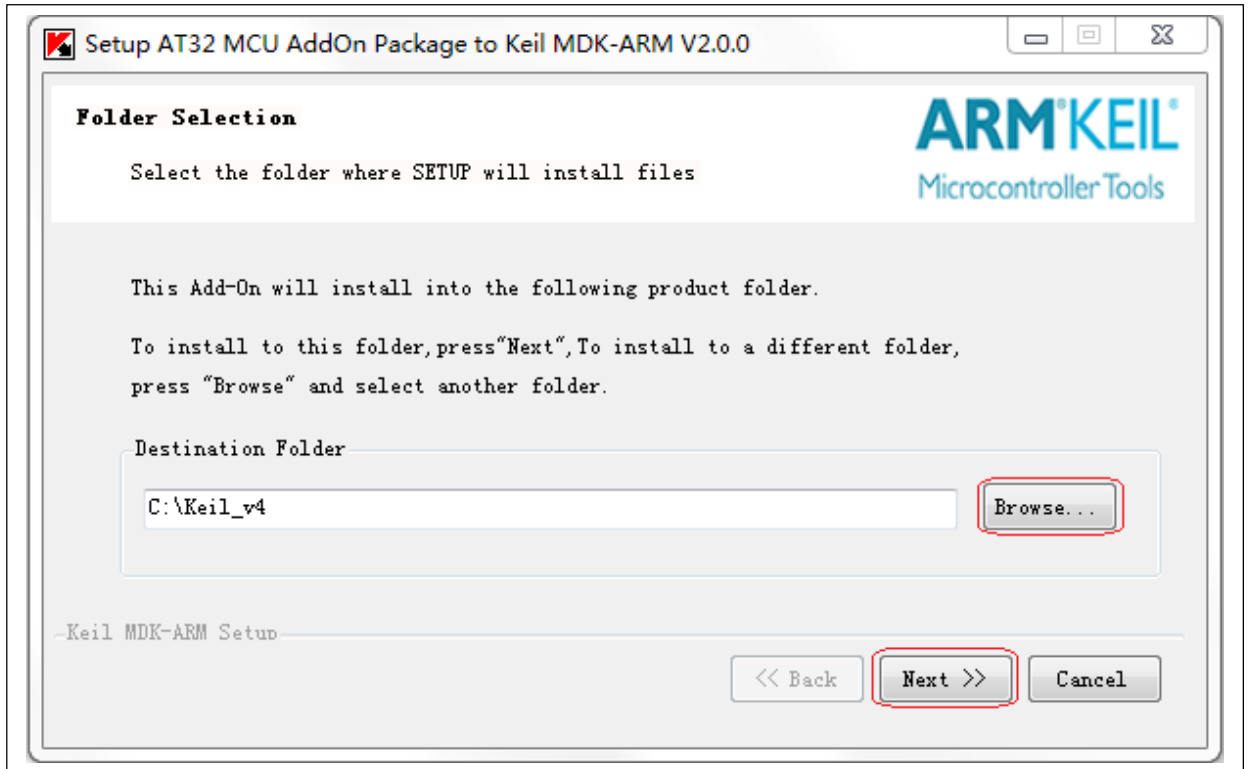 Setup AT32 MCU AddOn Package to Keil MDK-ARM V2.0.0
Folder Selection
Select the folder where SETUP will install files
ARM®KEIL®
Microcontroller Tools
This Add-On will install into the following product folder.
To install to this folder,press"Next",To install to a different folder,
press "Browse" and select another folder.
Destination Folder
C:\Keil_v4
Browse...
Keil MDK-ARM Setup
<< Back
Next >>
Cancel